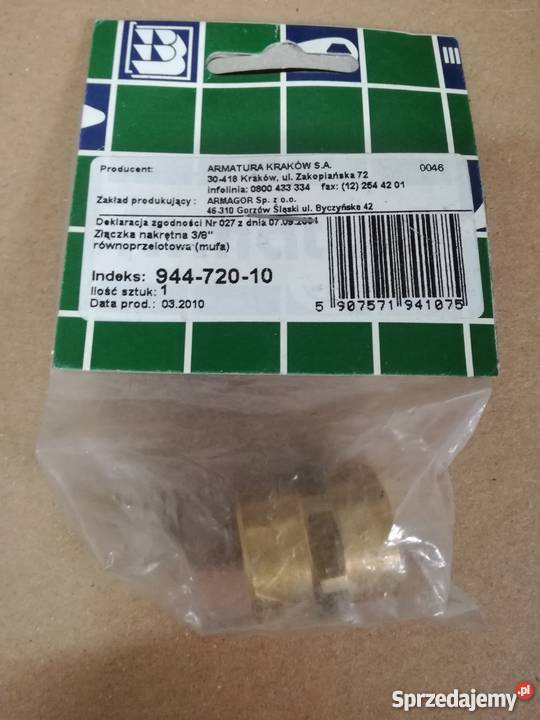 Producent: ARMATURA KRAKÓW S.A. 0046
30-418 Kraków, ul. Zakopiańska 72
infolinia: 0800 433 334 fax: (12) 254 42 01
Zakład produkujący : ARMAGOR Sp. z o.o.
46-310 Gorzów Śląski ul. Byczyńska 42
Deklaracja zgodności Nr 027 z dnia 07.09.2004
Złączka nakrętna 3/8"
równoprzelotowa (mufa)
Indeks: 944-720-10
Ilość sztuk: 1
Data prod.: 03.2010
5 907571 941075
Sprzedajemy.pl